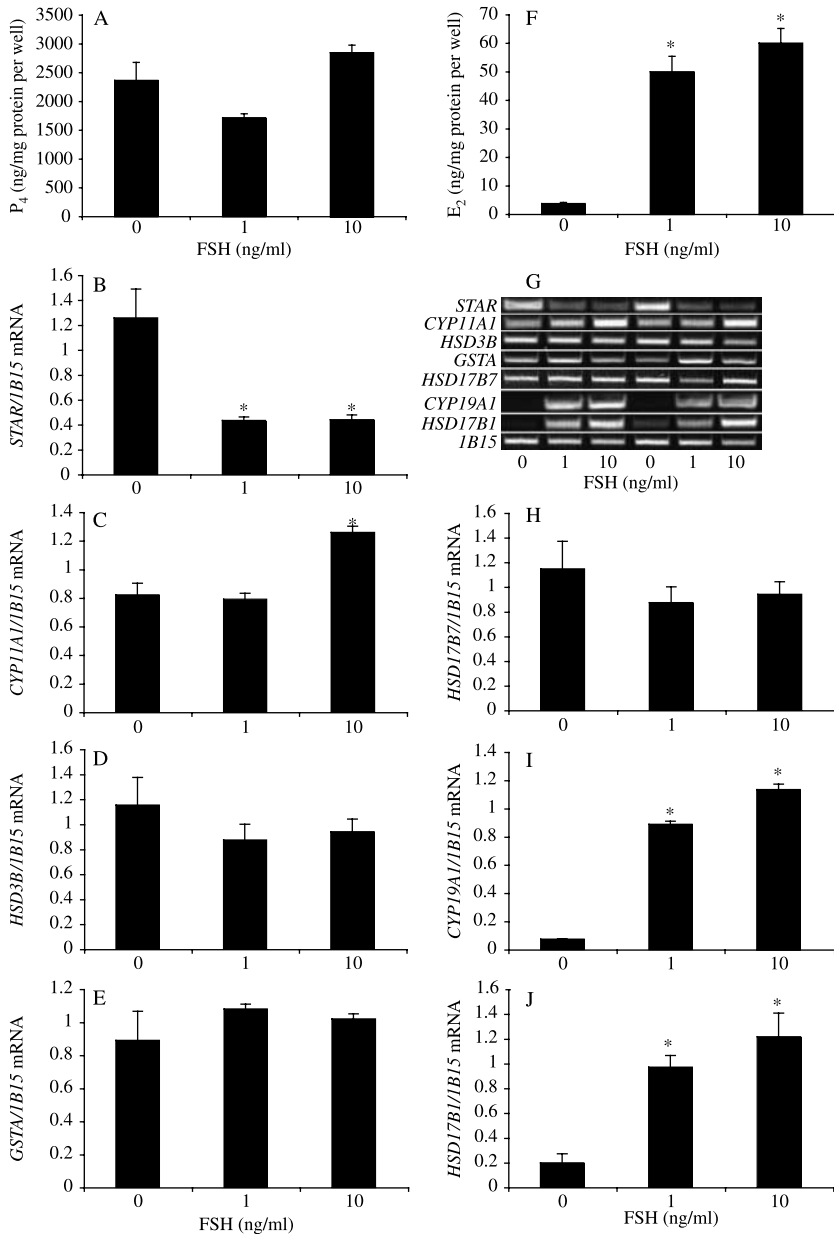 A
P4 (ng/mg protein per well)
3500
3000
2500
2000
1500
1000
500
0
0 1 10
FSH (ng/ml)
B
STAR/1B15 mRNA
1.6
1.4
1.2
1
0.8
0.6
0.4
0.2
0
* *
0 1 10
C
CYP11A1/1B15 mRNA
1.4
1.2
1
0.8
0.6
0.4
0.2
0
*
0 1 10
D
HSD3B/1B15 mRNA
1.6
1.4
1.2
1
0.8
0.6
0.4
0.2
0
0 1 10
E
GSTA/1B15 mRNA
1.2
1
0.8
0.6
0.4
0.2
0
0 1 10
FSH (ng/ml)
F
E2 (ng/mg protein per well)
70
60
50
40
30
20
10
0
* *
0 1 10
FSH (ng/ml)
G
STAR
CYP11A1
HSD3B
GSTA
HSD17B7
CYP19A1
HSD17B1
1B15
0 1 10 0 1 10
FSH (ng/ml)
H
HSD17B7/1B15 mRNA
1.6
1.4
1.2
1
0.8
0.6
0.4
0.2
0
0 1 10
I
CYP19A1/1B15 mRNA
1.4
1.2
1
0.8
0.6
0.4
0.2
0
* *
0 1 10
J
HSD17B1/1B15 mRNA
1.6
1.4
1.2
1
0.8
0.6
0.4
0.2
0
* *
0 1 10
FSH (ng/ml)